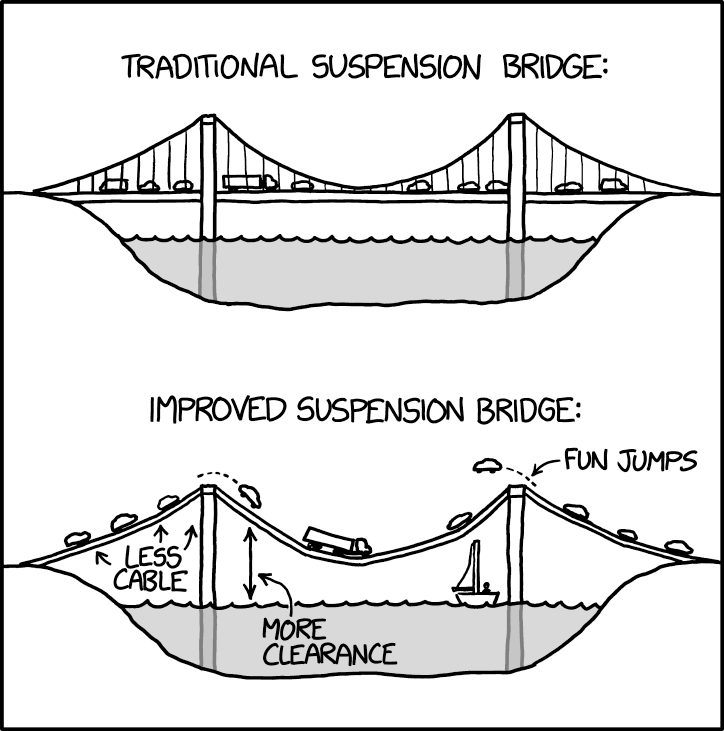 TRADITIONAL SUSPENSION BRIDGE:
IMPROVED SUSPENSION BRIDGE:
FUN JUMPS
LESS
CABLE
MORE
CLEARANCE